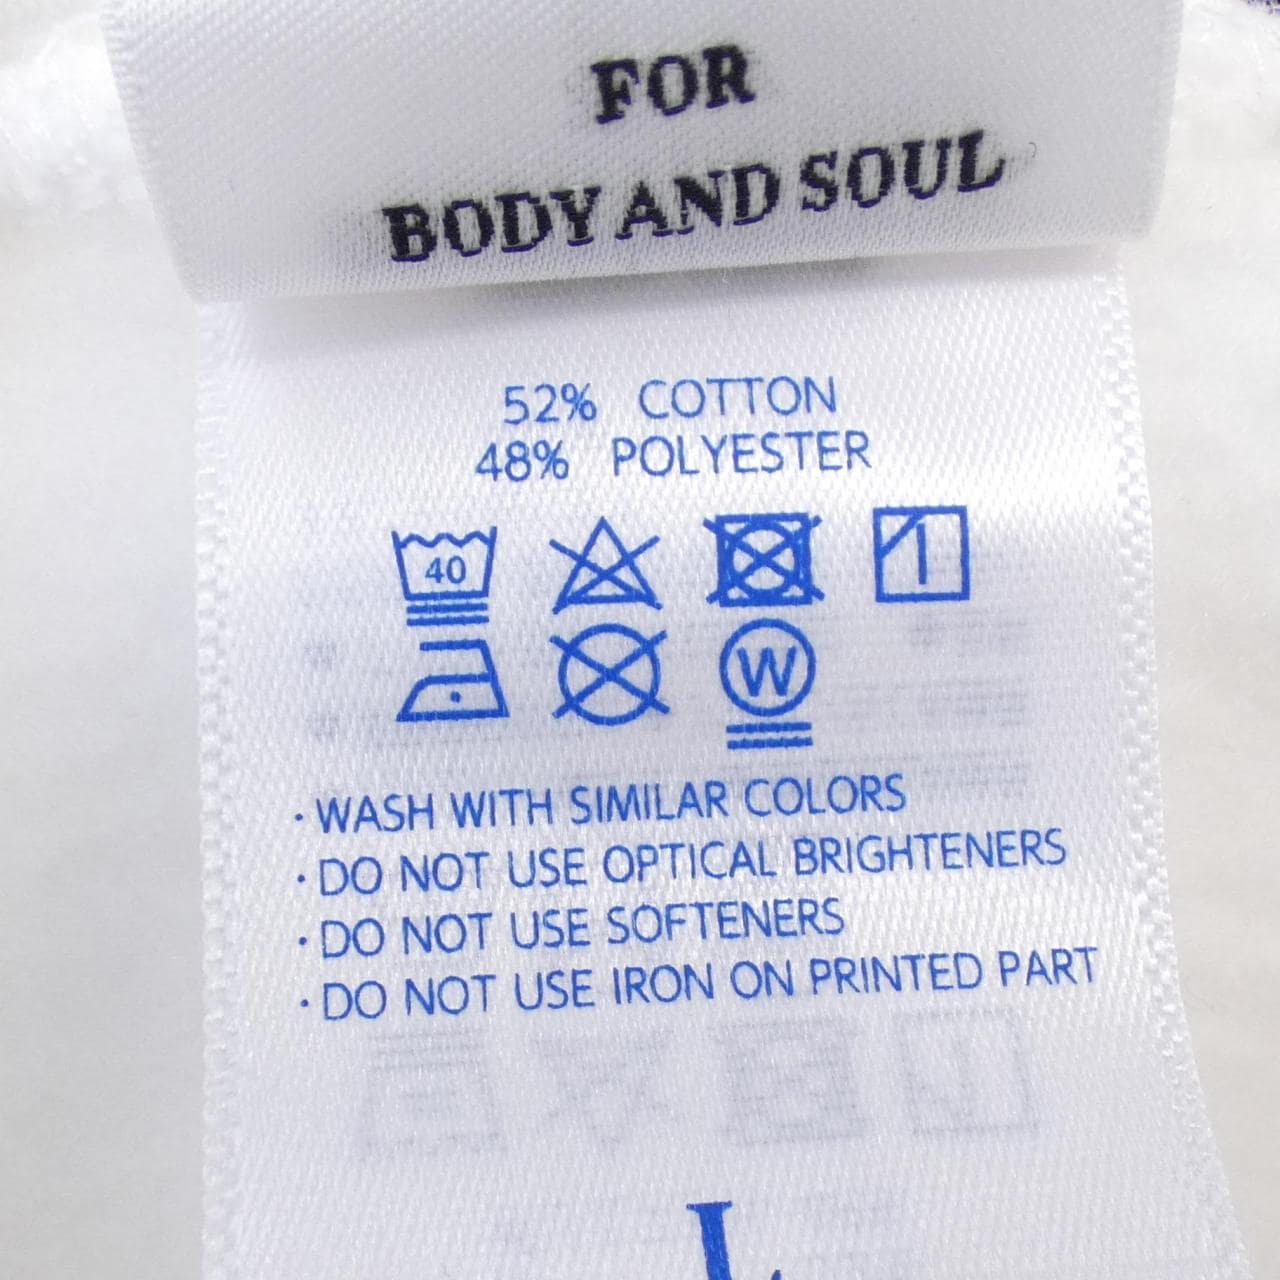 FOR
BODY AND SOUL
52% COTTON
48% POLYESTER
40
W
· WASH WITH SIMILAR COLORS
· DO NOT USE OPTICAL BRIGHTENERS
· DO NOT USE SOFTENERS
· DO NOT USE IRON ON PRINTED PART
L